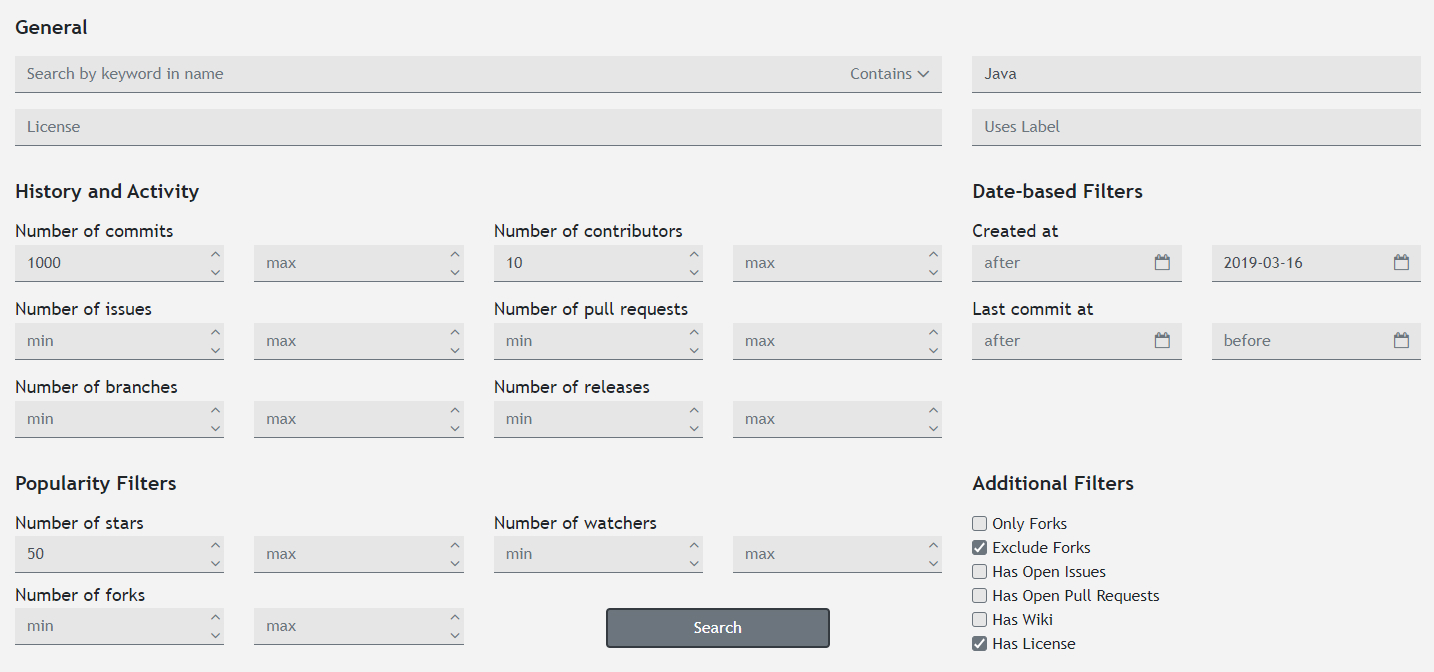 General
Search by keyword in name Contains Java
License Uses Label
History and Activity Date-based Filters
Number of commits Number of contributors Created at
1000 max 10 max after 2019-03-16
Number of issues Number of pull requests Last commit at
min max min max after before
Number of branches Number of releases
min max min max
Popularity Filters Additional Filters
Number of stars Number of watchers Only Forks
50 max min max Exclude Forks
Has Open Issues
Number of forks Has Open Pull Requests
min max Search Has Wiki
Has License